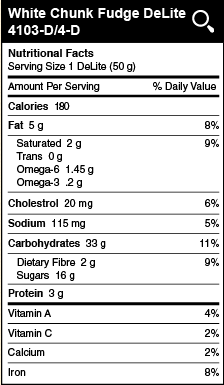 White Chunk Fudge DeLite
4103-D/4-D
Nutritional Facts
Serving Size 1 DeLite (50 g)
Amount Per Serving % Daily Value
Calories 180
Fat 5 g 8%
Saturated 2 g 9%
Trans 0 g
Omega-6 1.45 g
Omega-3 .2 g
Cholestrol 20 mg 6%
Sodium 115 mg 5%
Carbohydrates 33 g 11%
Dietary Fibre 2 g 9%
Sugars 16 g
Protein 3 g
Vitamin A 4%
Vitamin C 2%
Calcium 2%
Iron 8%